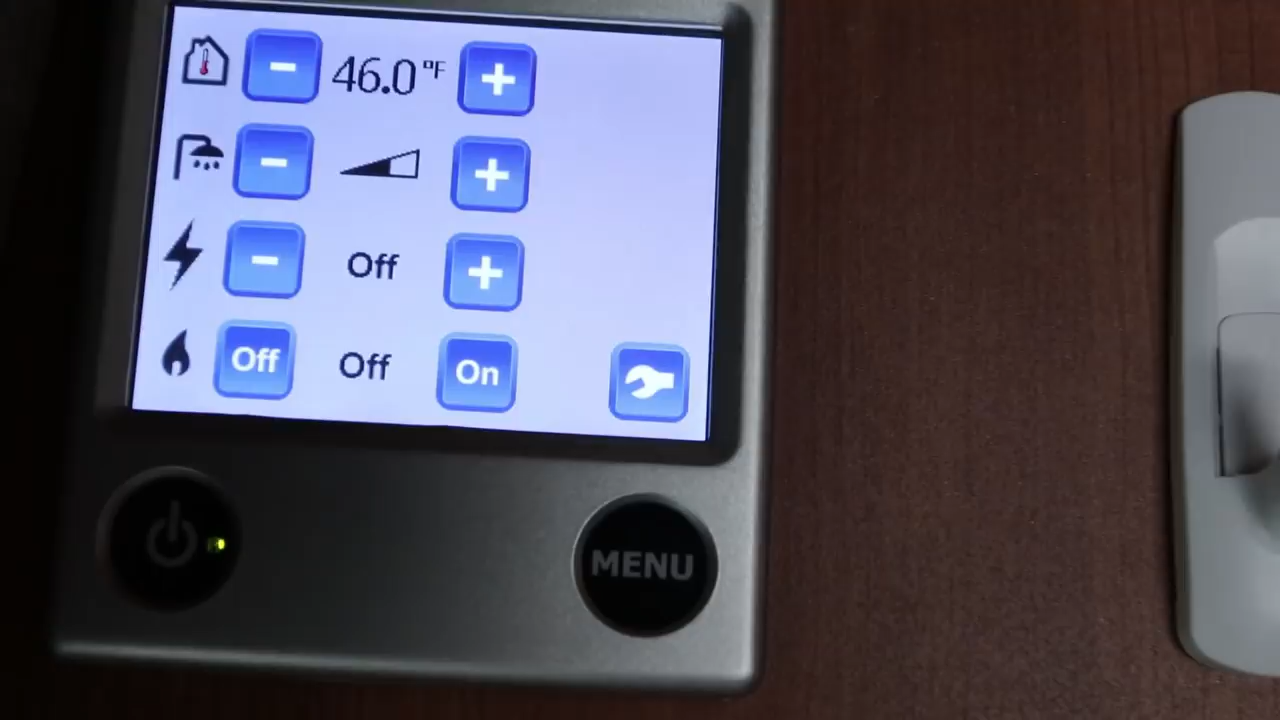 - 46.0 °F +
- +
- Off +
Off Off On
MENU